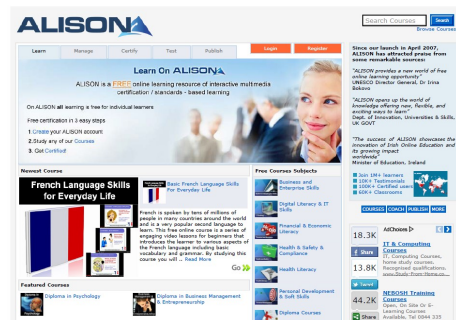 ALISON
Search Courses
Search
Browse Courses
Learn
Manage
Certify
Test
Publish
Login
Register
Learn On ALISON
ALISON is a FREE online learning resource of interactive multimedia
certification / standards - based learning
On ALISON all learning is free for individual learners
Free certification in 3 easy steps
1. Create your ALISON account
2.Study any of our Courses
3. Get Certified!
Since our launch in April 2007,
ALISON has attracted praise from
some remarkable sources:
"ALISON provides a new world of free
online learning opportunity"
UNESCO Director General, Dr Irina
Bokova
"ALISON opens up the world of
knowledge offering new, flexible, and
exciting ways to learn"
Dept. of Innovation, Universities & Skills,
UK GOVT
"The success of ALISON showcases the
innovation of Irish Online Education and
its growing impact
worldwide"
Minister of Education, Ireland
Join 1M+ learners
10K+ Testimonials
100K+ Certified users
60K+ Classrooms
COURSES
COACH
PUBLISH
MORE
Newest Course
French Language Skills
for Everyday Life
Basic French Language Skills
For Everyday Life
French is spoken by tens of millions of
people in many countries around the world
and is a very popular second language to
learn. This free online course is a series of
engaging video lessons for beginners that
introduces the learner to various aspects of
the French language including basic
vocabulary and grammar. By studying this
course you will .. Read More
Go
Featured Courses
Diploma in Psychology
Diploma in Business Management
& Entrepreneurship
Free Courses Subjects
Business and
Enterprise Skills
Digital Literacy & IT
Skills
Financial & Economic
Literacy
Health & Safety &
Compliance
Health Literacy
Personal Development
& Soft Skills
Diploma Courses
18.3K
Share
13.8K
Tweet
44.2K
Share
AdChoices
IT & Computing
Courses
IT, Computing Courses,
home study courses.
Recognised qualifications.
www.Study-From-Home.co...
NEBOSH Training
Courses
Open, On Site Or E-
Learning Courses
Available, Tel 0844 335